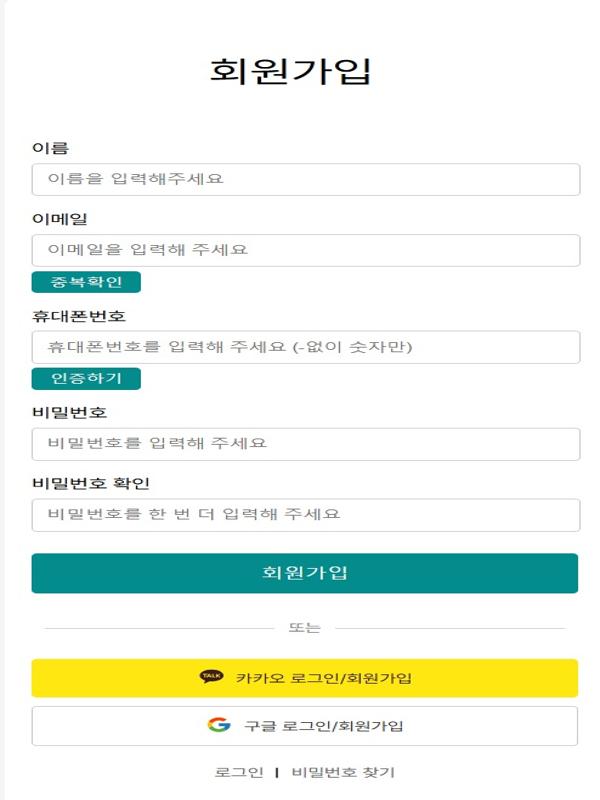 회원가입
이름
이름을 입력해주세요
이메일
이메일을 입력해 주세요
중복확인
휴대폰번호
휴대폰번호를 입력해 주세요 (-없이 숫자만)
인증하기
비밀번호
비밀번호를 입력해 주세요
비밀번호 확인
비밀번호를 한 번 더 입력해 주세요
회원가입
또는
TALK 카카오 로그인/회원가입
G 구글 로그인/회원가입
로그인 | 비밀번호 찾기